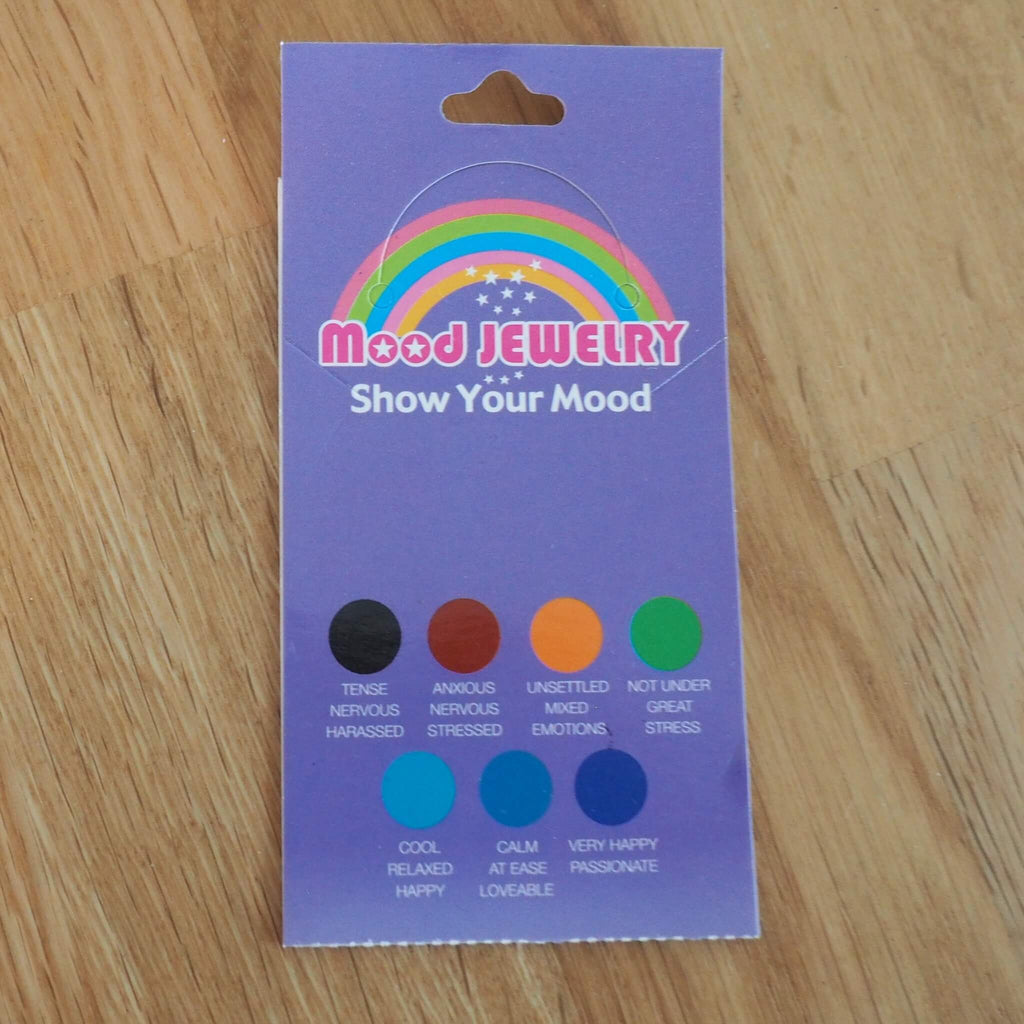 Mood JEWELRY
Show Your Mood
TENSE
NERVOUS
HARASSED
ANXIOUS
NERVOUS
STRESSED
UNSETTLED
MIXED
EMOTIONS
NOT UNDER
GREAT
STRESS
COOL
RELAXED
HAPPY
CALM
AT EASE
LOVEABLE
VERY HAPPY
PASSIONATE